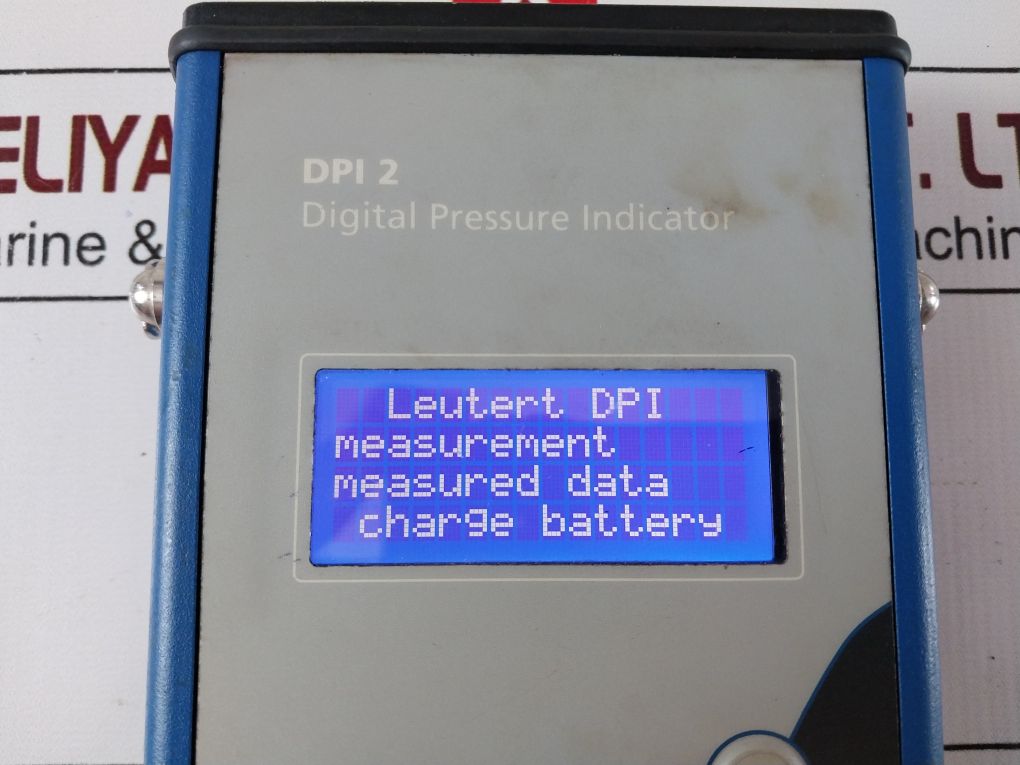 DPI 2
Digital Pressure Indicator
Leutert DPI
measurement
measured data
charge battery